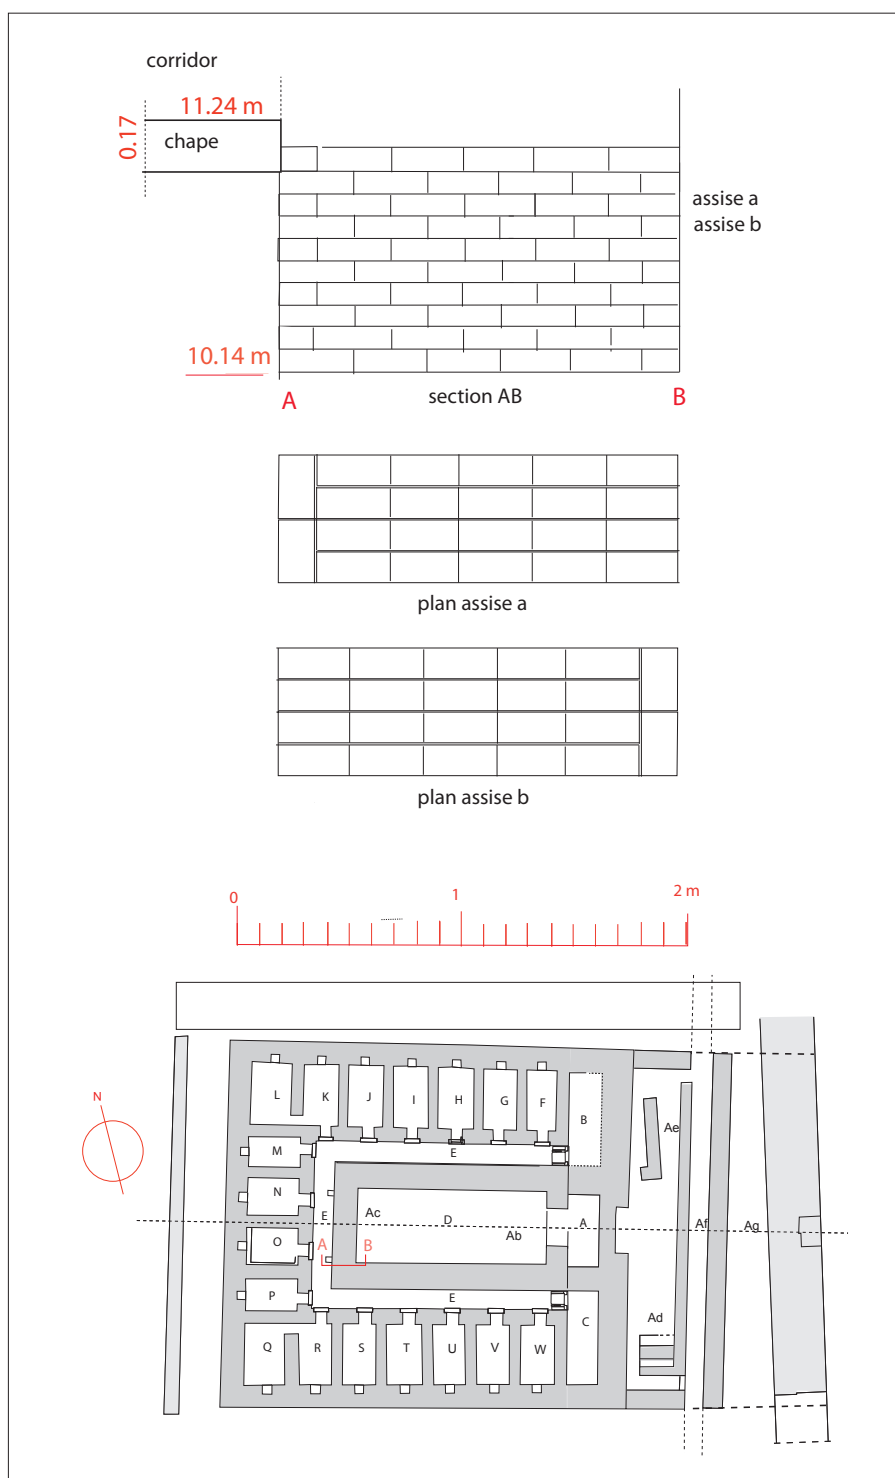 corridor
11.24 m
0.17
chape
assise a
assise b
10.14 m
A
section AB
B
plan assise a
plan assise b
0
1
2 m
N
L
K
J
I
H
G
F
B
Ae
M
E
N
Ac
D
A
E
Ab
Af
Ag
O
A
B
P
E
C
Ad
Q
R
S
T
U
V
W